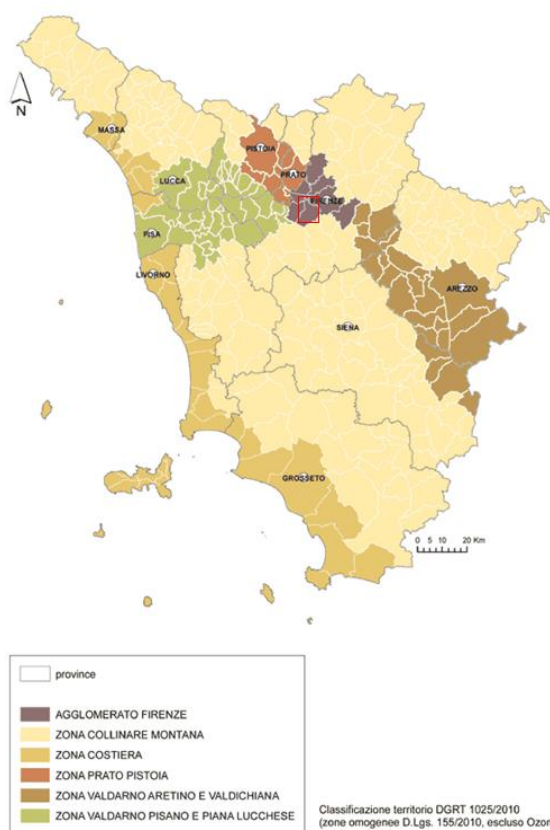 N
MASSA
PISTOIA
PRATO
LUCCA
FIRENZE
PISA
LIVORNO
AREZZO
SIENA
GROSSETO
0 5 10 20 Km
province
AGGLOMERATO FIRENZE
ZONA COLLINARE MONTANA
ZONA COSTIERA
ZONA PRATO PISTOIA
ZONA VALDARNO ARETINO E VALDICHIANA
ZONA VALDARNO PISANO E PIANA LUCCHESE
Classificazione territorio DGRT 1025/2010
(zone omogenee D.Lgs. 155/2010, escluso Ozon